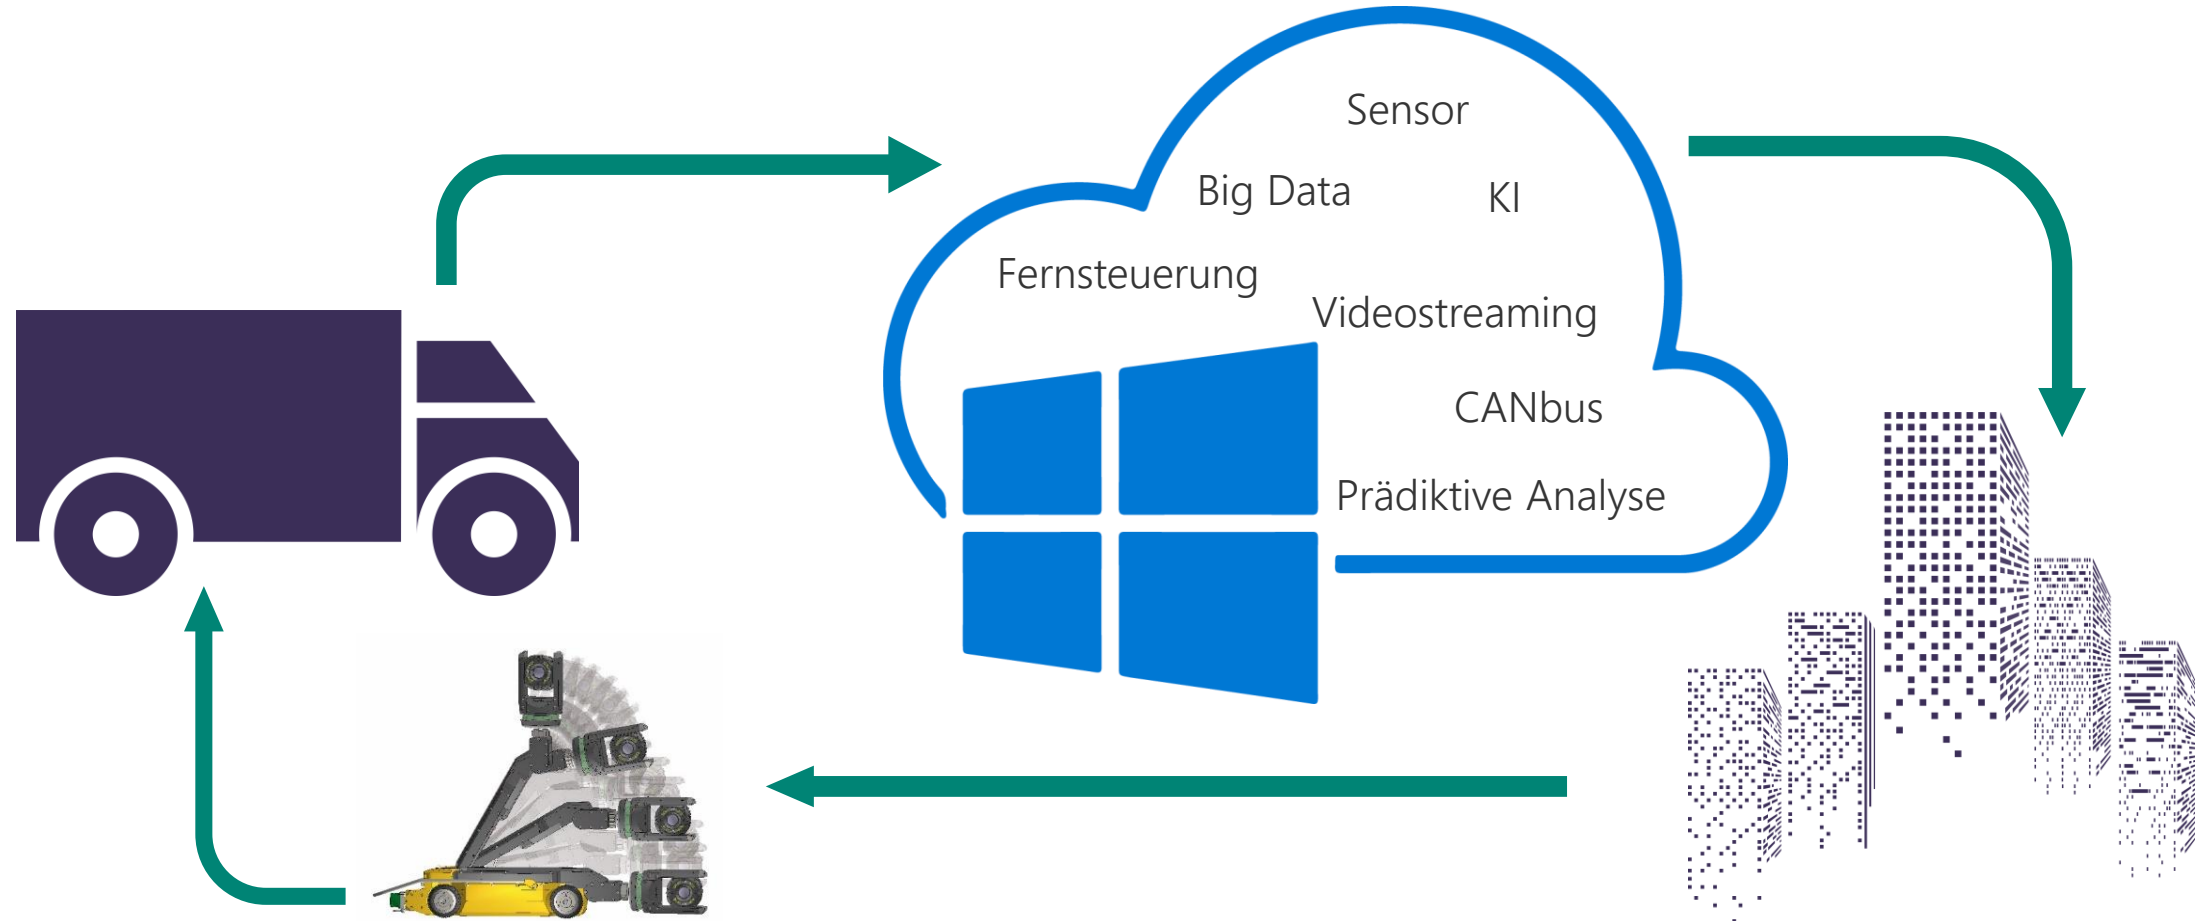 Sensor
Big Data
KI
Fernsteuerung
Videostreaming
CANbus
Prädiktive Analyse